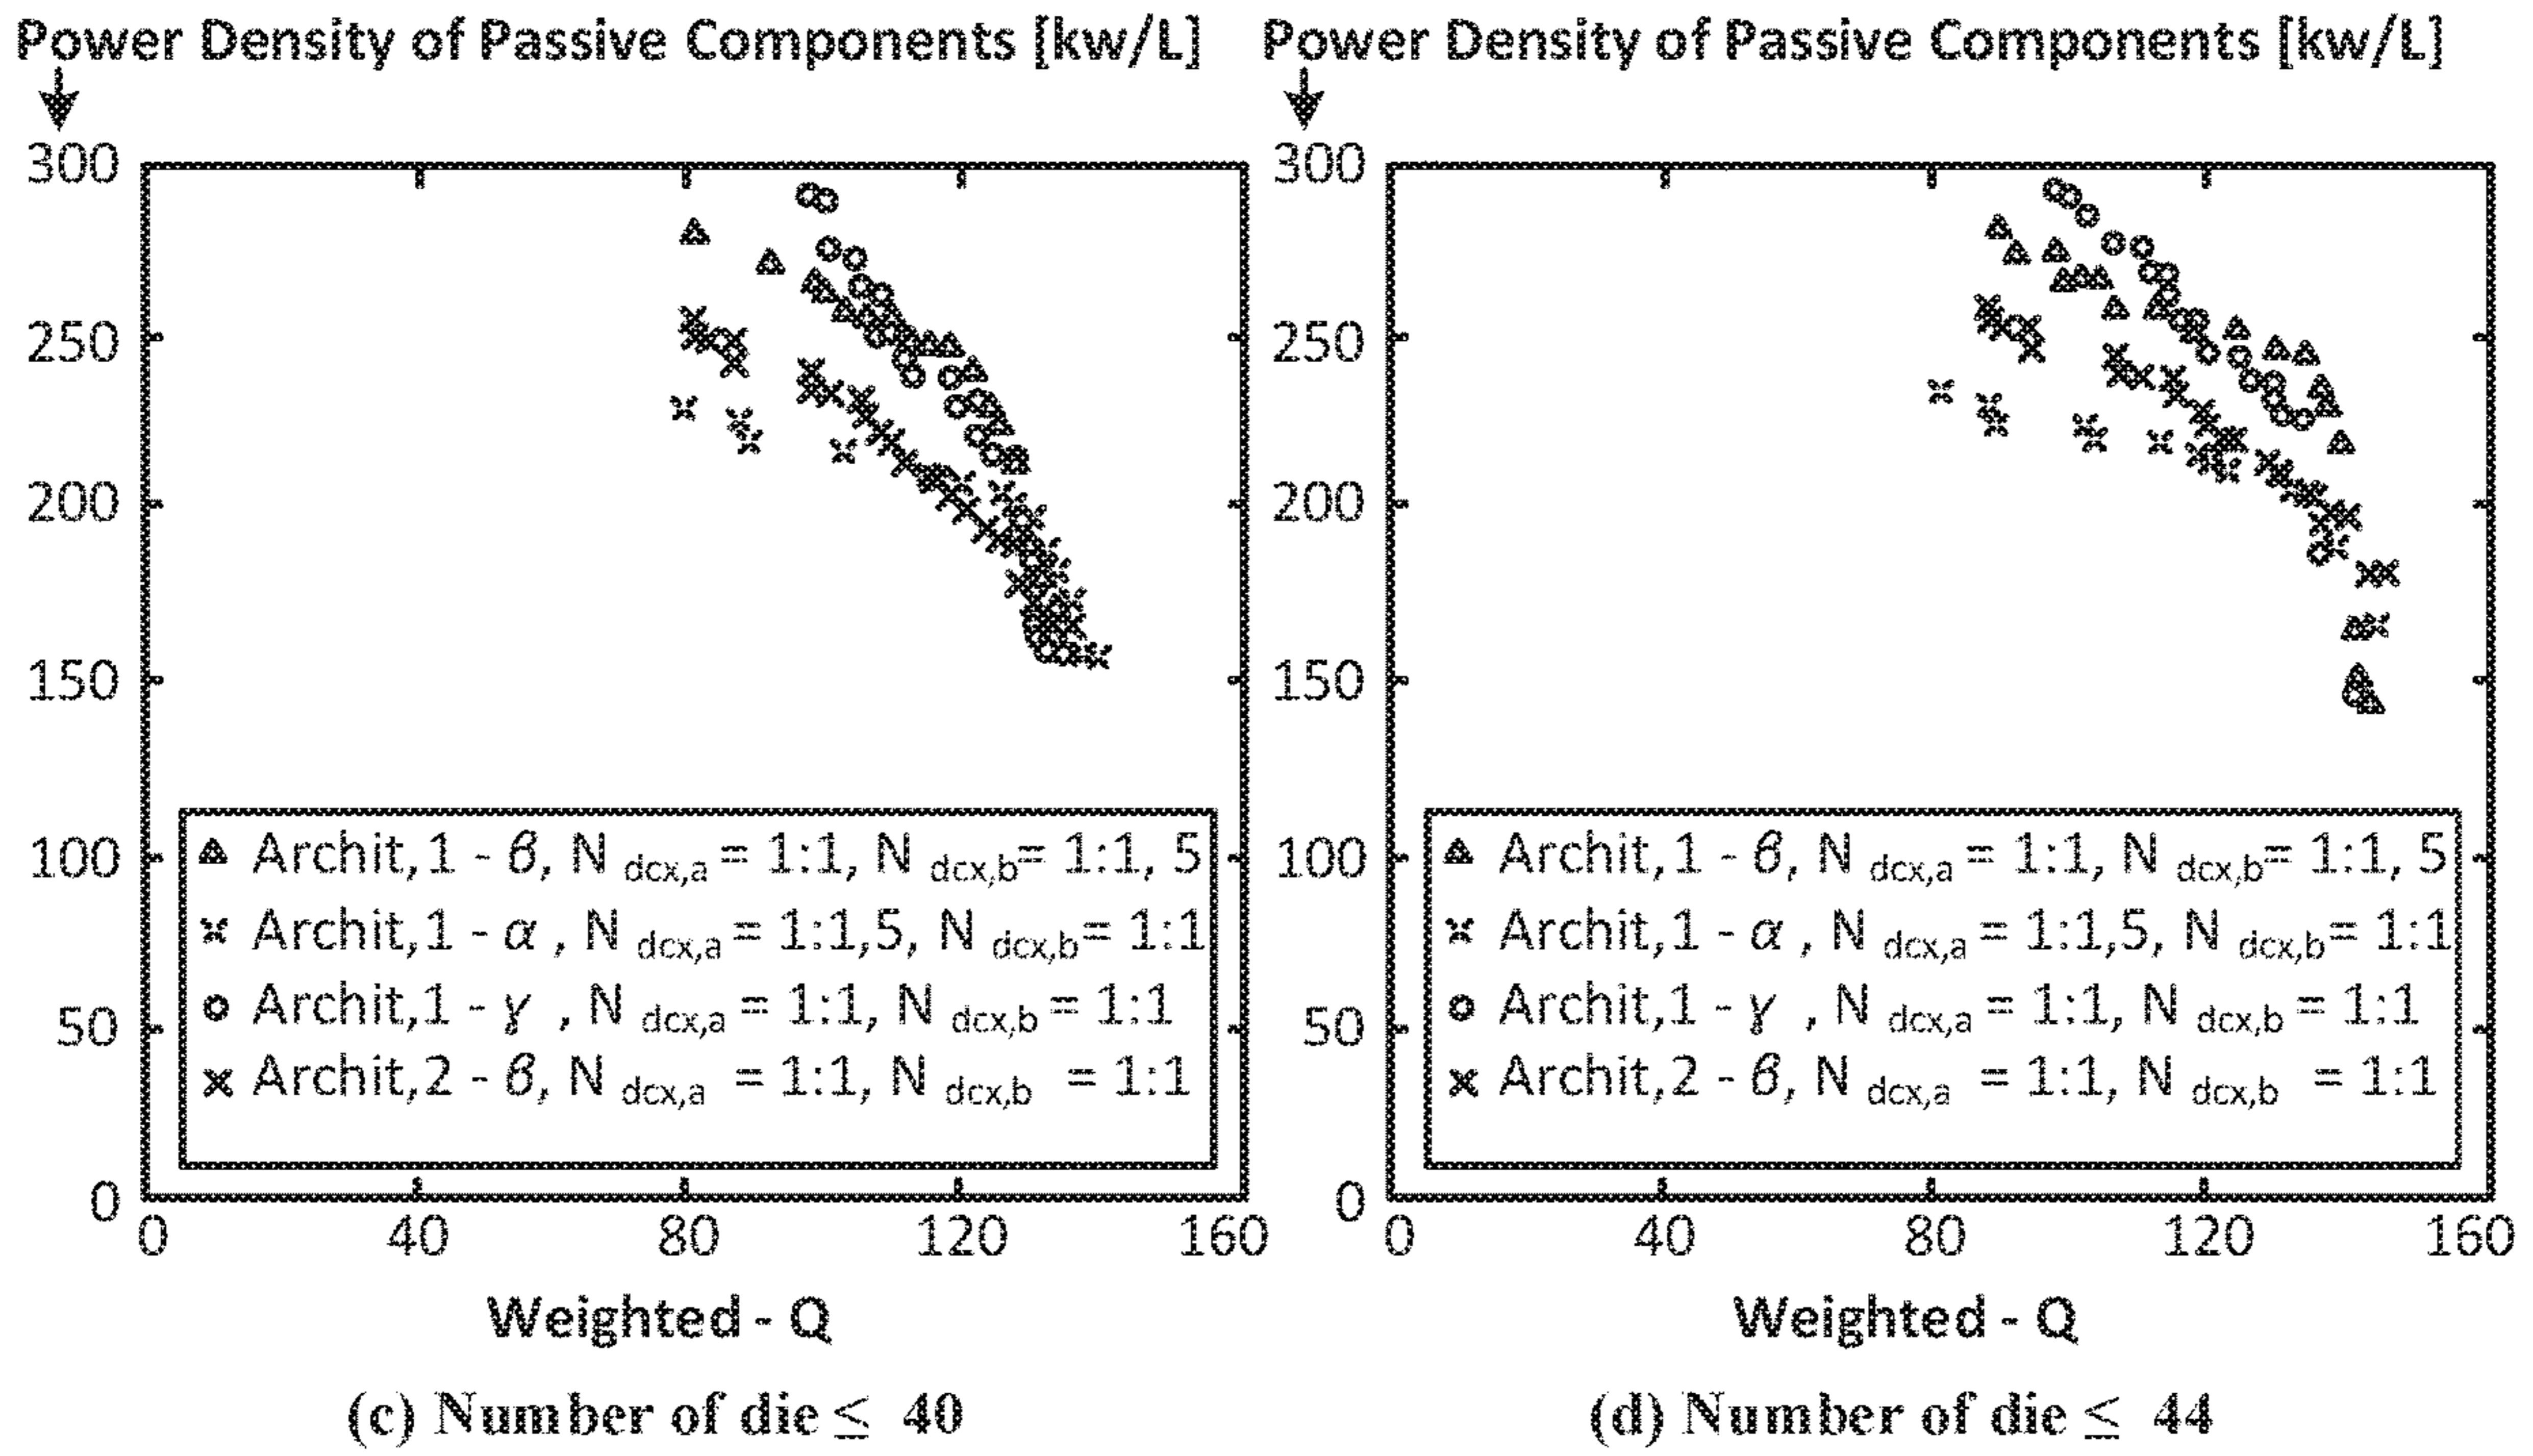 Power Density of Passive Components [kw/L]
300
250
200
150
100
50
0
0 40 80 120 160
Archit,1 - β, N dcx,a = 1:1, N dcx,b= 1:1, 5
Archit,1 - α , N dcx,a = 1:1,5, N dcx,b= 1:1
Archit,1 - γ , N dcx,a = 1:1, N dcx,b = 1:1
Archit,2 - β, N dcx,a = 1:1, N dcx,b = 1:1
Weighted - Q
(c) Number of die ≤ 40
Power Density of Passive Components [kw/L]
300
250
200
150
100
50
0
0 40 80 120 160
Archit,1 - β, N dcx,a = 1:1, N dcx,b= 1:1, 5
Archit,1 - α , N dcx,a = 1:1,5, N dcx,b= 1:1
Archit,1 - γ , N dcx,a = 1:1, N dcx,b = 1:1
Archit,2 - β, N dcx,a = 1:1, N dcx,b = 1:1
Weighted - Q
(d) Number of die ≤ 44